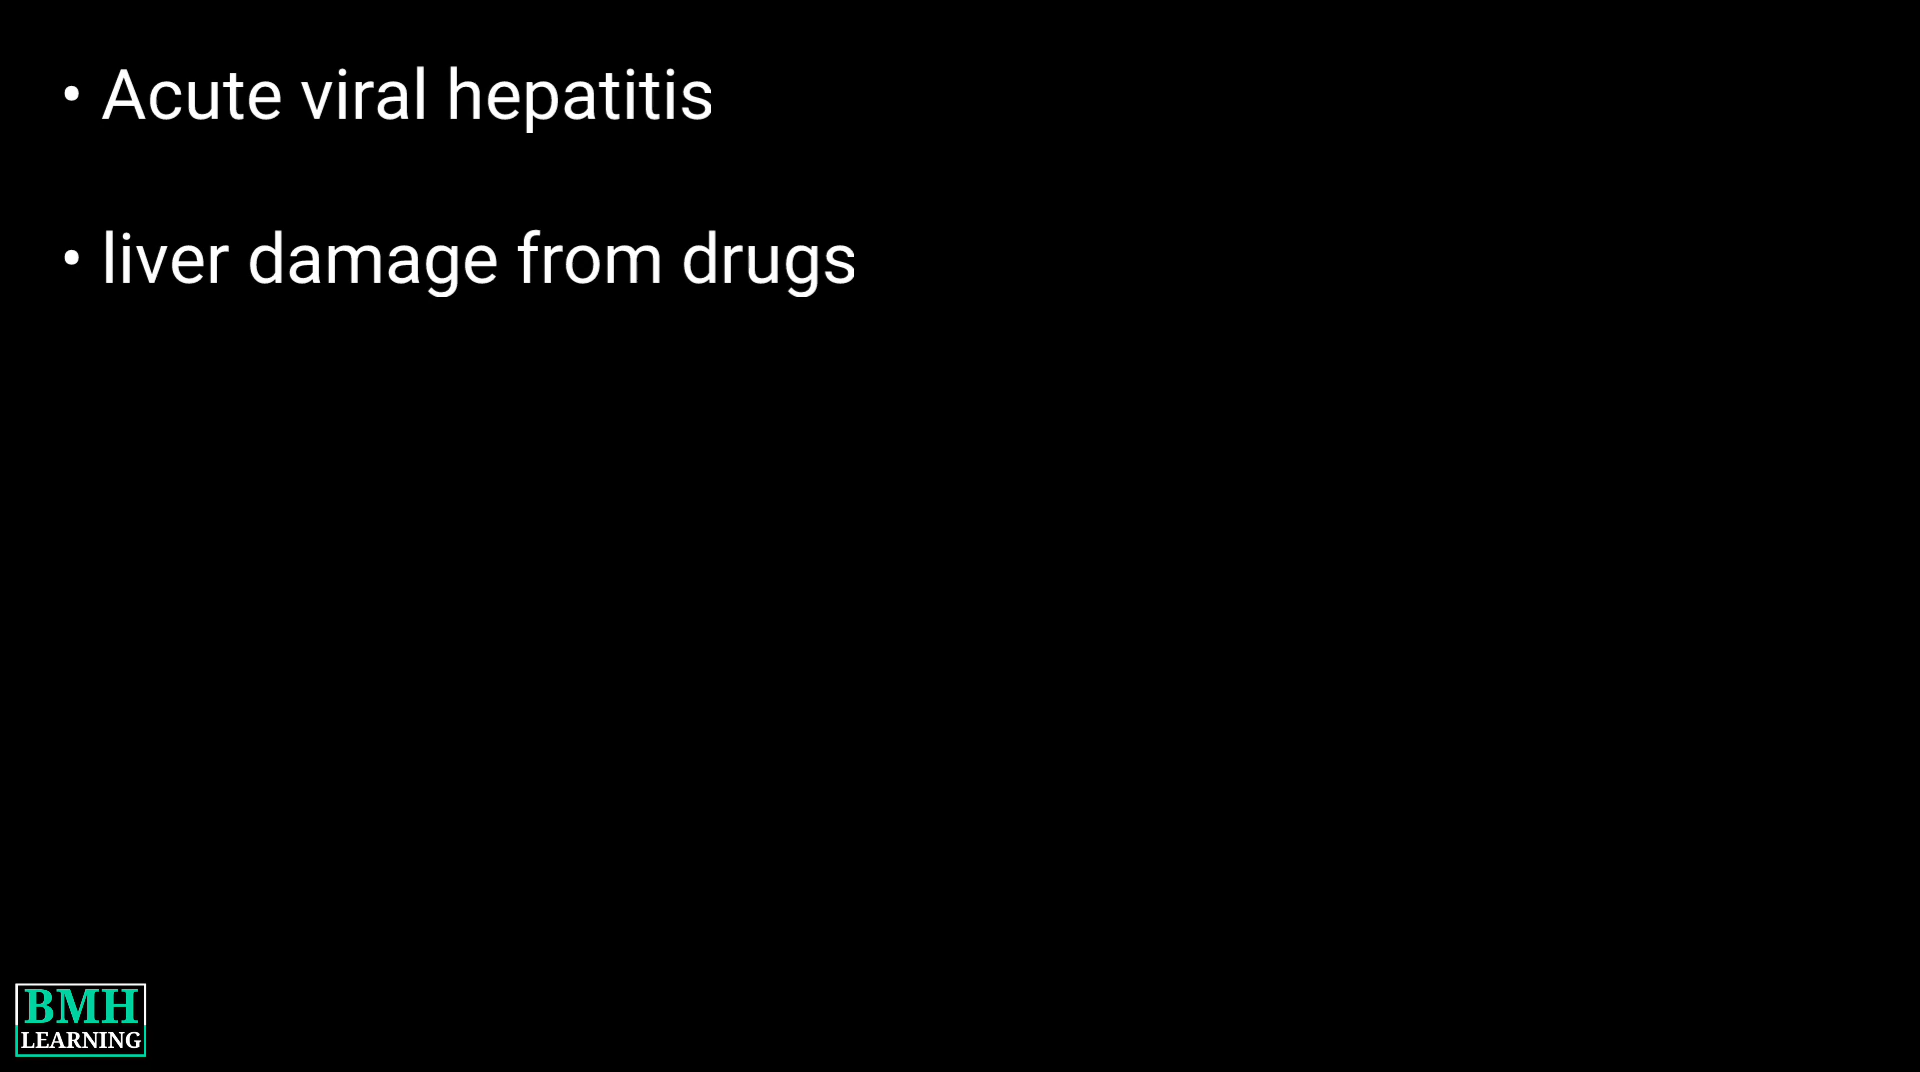 • Acute viral hepatitis
• liver damage from drugs
BMH
LEARNING